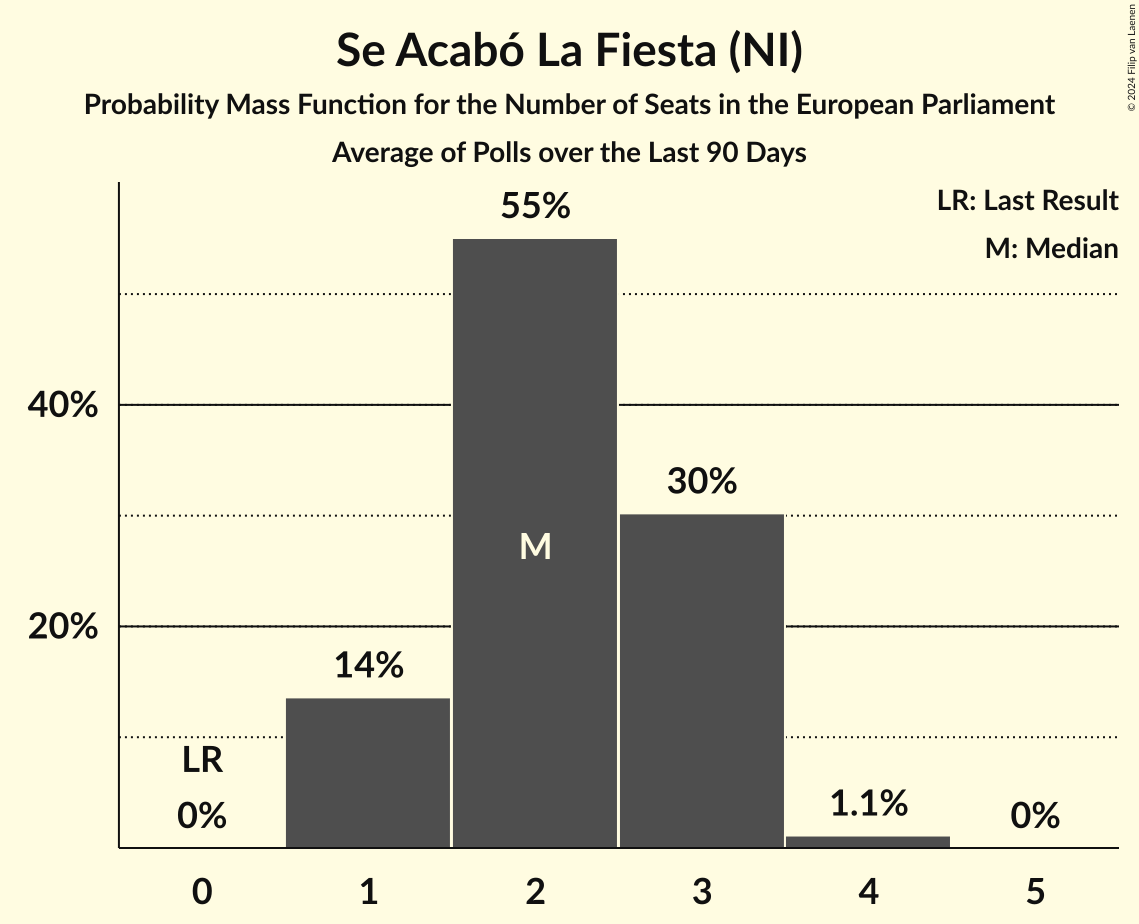 Se Acabó La Fiesta (NI)
Probability Mass Function for the Number of Seats in the European Parliament
Average of Polls over the Last 90 Days
© 2024 Filip van Laenen
LR: Last Result
M: Median
55%
40%
30%
M
20%
14%
LR
0%
1.1%
0%
0 1 2 3 4 5